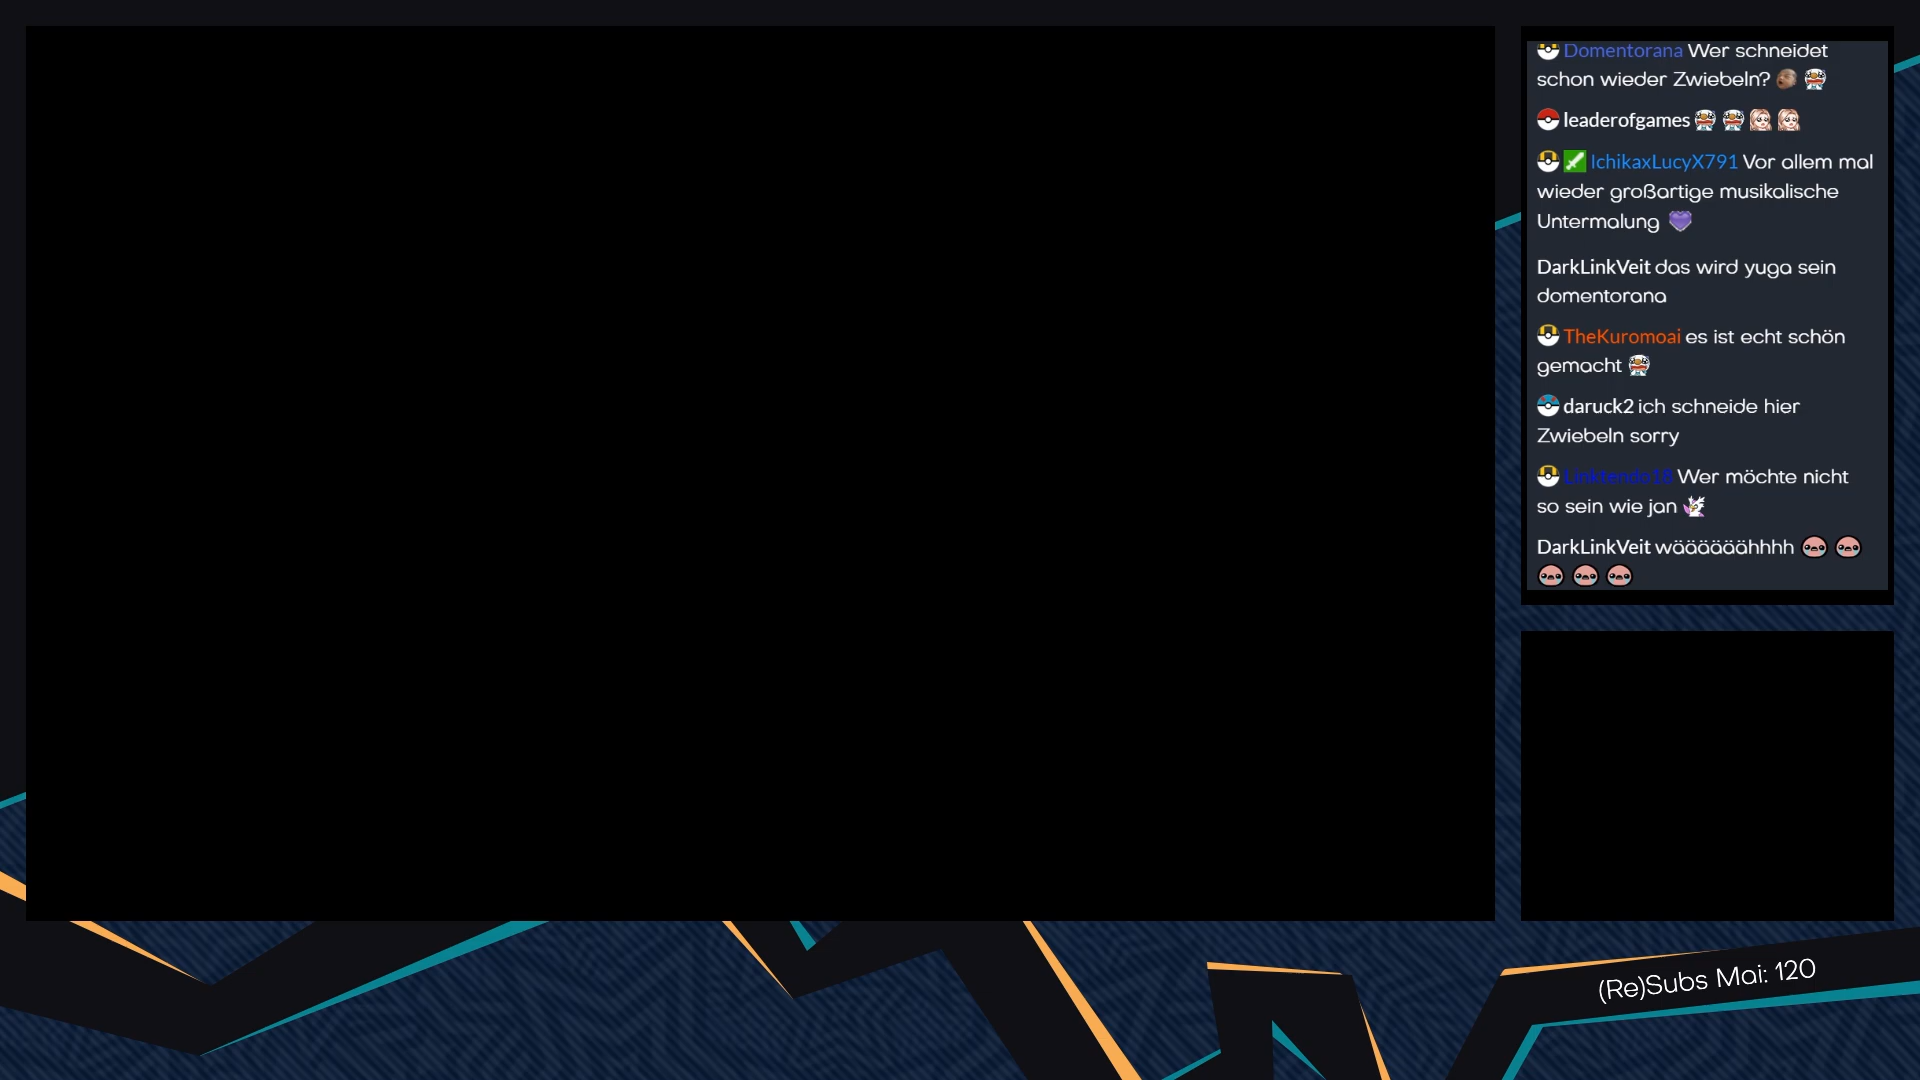 Domentorana Wer schneidet
schon wieder Zwiebeln?
leaderofgames
IchikaxLucyX791 Vor allem mal
wieder großartige musikalische
Untermalung
DarkLinkVeit das wird yuga sein
domentorana
TheKuromoai es ist echt schön
gemacht
daruck2 ich schneide hier
Zwiebeln sorry
Linktendo18 Wer möchte nicht
so sein wie jan
DarkLinkVeit wäääääähhhh
(Re)Subs Mai: 120